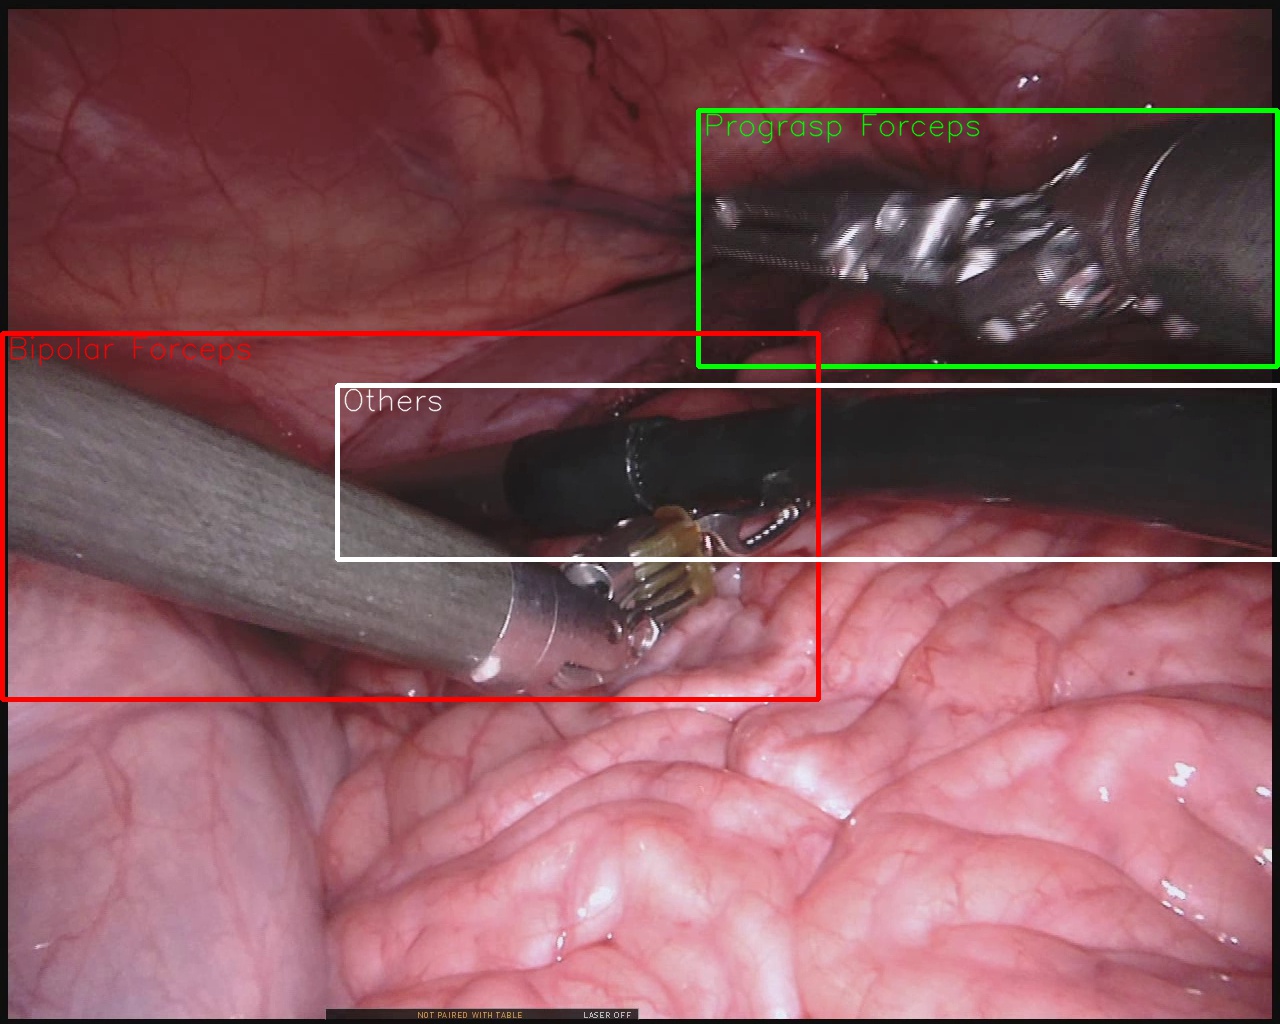 Prograsp Forceps
Bipolar Forceps
Others
NOT PAIRED WITH TABLE LASER OFF